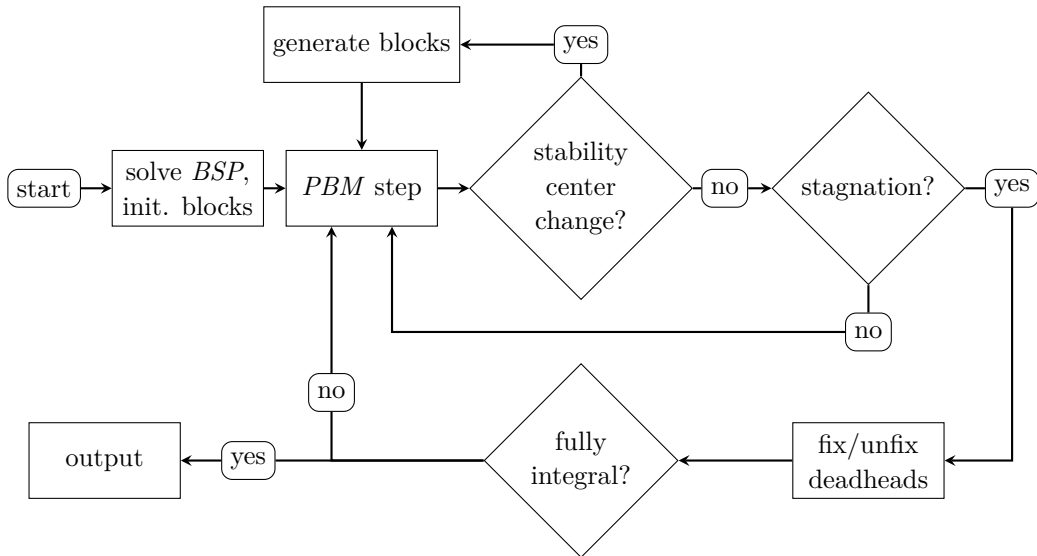 generate blocks
yes
start
solve BSP,
init. blocks
PBM step
stability
center
change?
no
stagnation?
yes
no
no
output
yes
fully
integral?
fix/unfix
deadheads